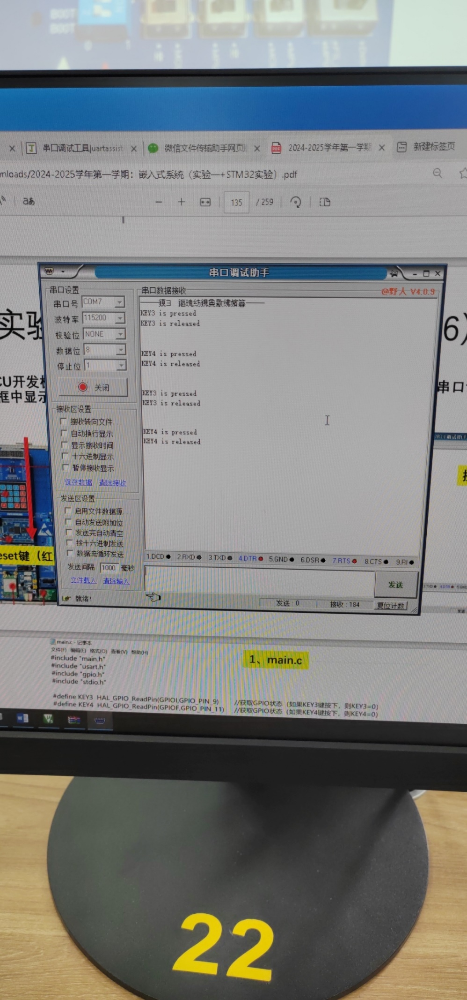 BOOT
BOOT
串口调试工具|uartassist
微信文件传输助手网页版
2024-2025学年第一学期
新建标签页
nloads/2024-2025学年第一学期：嵌入式系统（实验一+STM32实验）.pdf
aあ
135 / 259
串口调试助手
串口设置
串口号 COM7
波特率 115200
校验位 NONE
数据位 8
停止位 1
关闭
接收区设置
接收转向文件...
自动换行显示
显示接收时间
十六进制显示
暂停接收显示
保存数据 清除接收
发送区设置
启用文件数据源...
自动发送附加位
发送完自动清空
按十六进制发送
数据流循环发送
发送间隔 1000 毫秒
文件载入 清除输入
就绪!
串口数据接收
@野人 V4.0.9
KEY3 is pressed
KEY3 is released
KEY4 is pressed
KEY4 is released
KEY3 is pressed
KEY3 is released
KEY4 is pressed
KEY4 is released
1.DCD 2.RXD 3.TXD 4.DTR 5.GND 6.DSR 7.RTS 8.CTS 9.RI
发送
发送 : 0
接收 : 184
复位计数
实验
6)
CU开发板
框中显示
串口
eset键（红
main.c - 记事本
文件(F) 编辑(E) 格式(O) 查看(V) 帮助(H)
1、main.c
#include "main.h"
#include "usart.h"
#include "gpio.h"
#include "stdio.h"
#define KEY3 HAL_GPIO_ReadPin(GPIOI,GPIO_PIN_9) //获取GPIO状态（如果KEY3键按下，则KEY3=0）
#define KEY4 HAL_GPIO_ReadPin(GPIOF,GPIO_PIN_11) //获取GPIO状态（如果KEY4键按下，则KEY4=0）
22